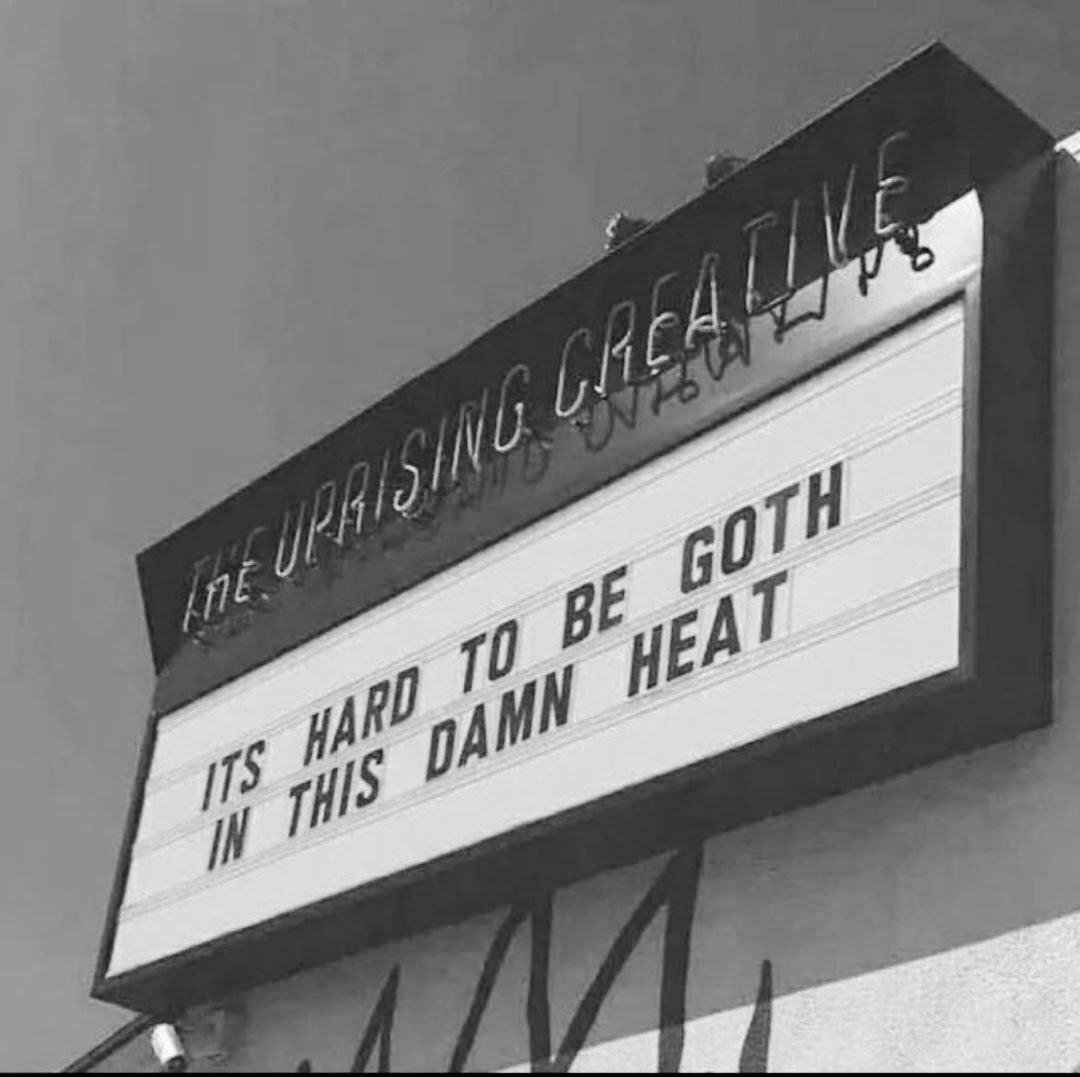 THE UPRISING CREATIVE
ITS HARD TO BE GOTH
IN THIS DAMN HEAT